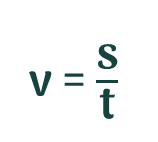 v = s/t